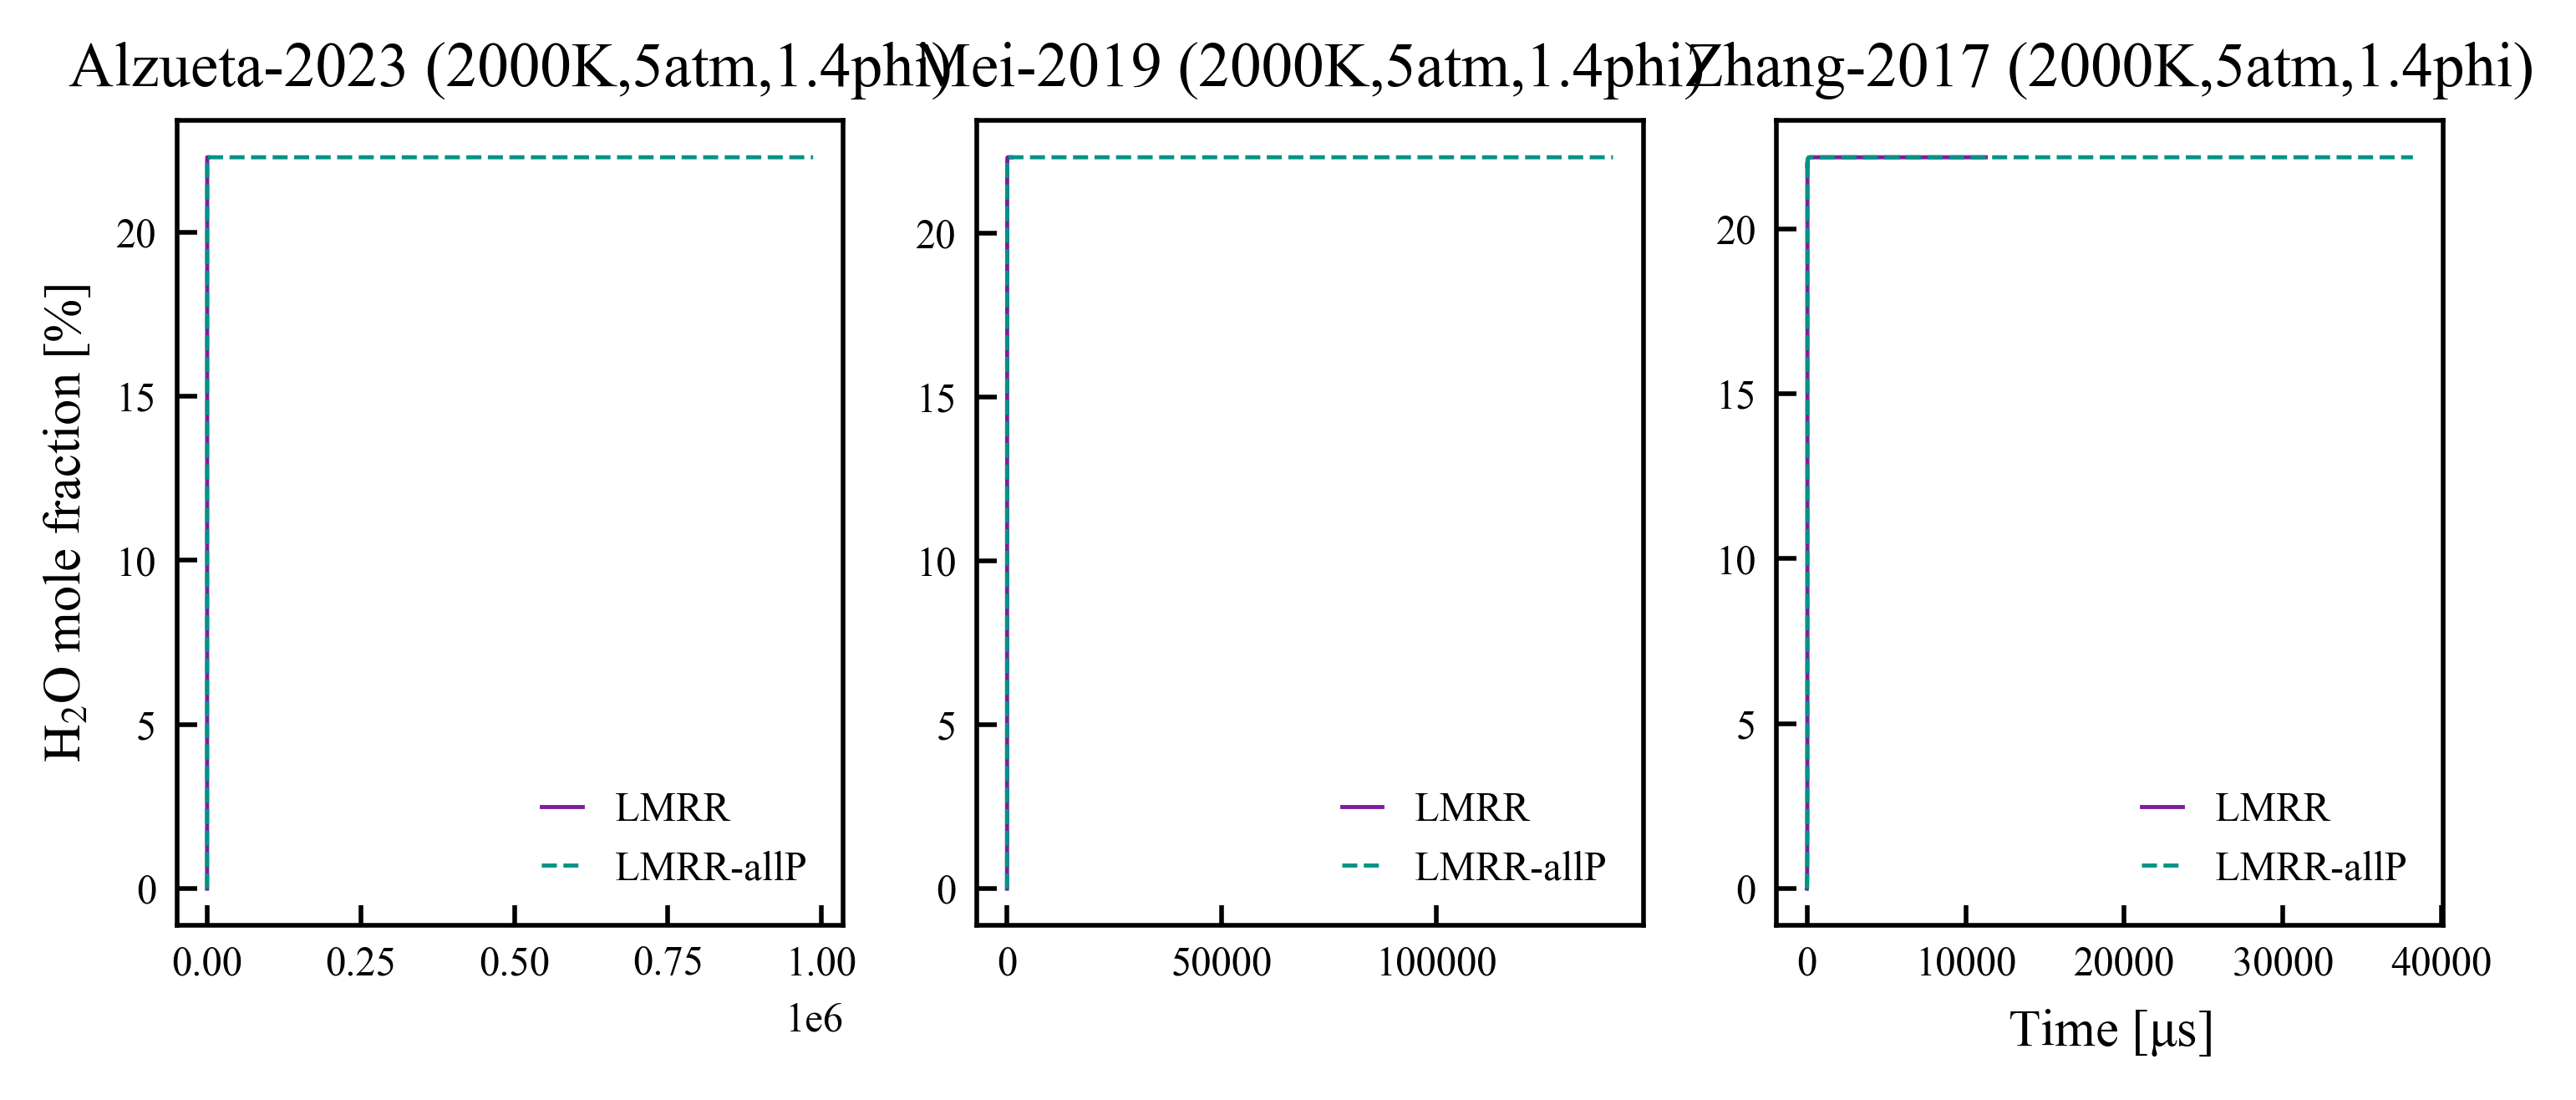 Alzueta-2023 (2000K,5atm,1.4phi)
Mei-2019 (2000K,5atm,1.4phi)
Zhang-2017 (2000K,5atm,1.4phi)
H₂O mole fraction [%]
20
15
10
5
0
LMRR
LMRR-allP
0.00 0.25 0.50 0.75 1.00
1e6
20
15
10
5
0
LMRR
LMRR-allP
0 50000 100000
20
15
10
5
0
LMRR
LMRR-allP
0 10000 20000 30000 40000
Time [μs]